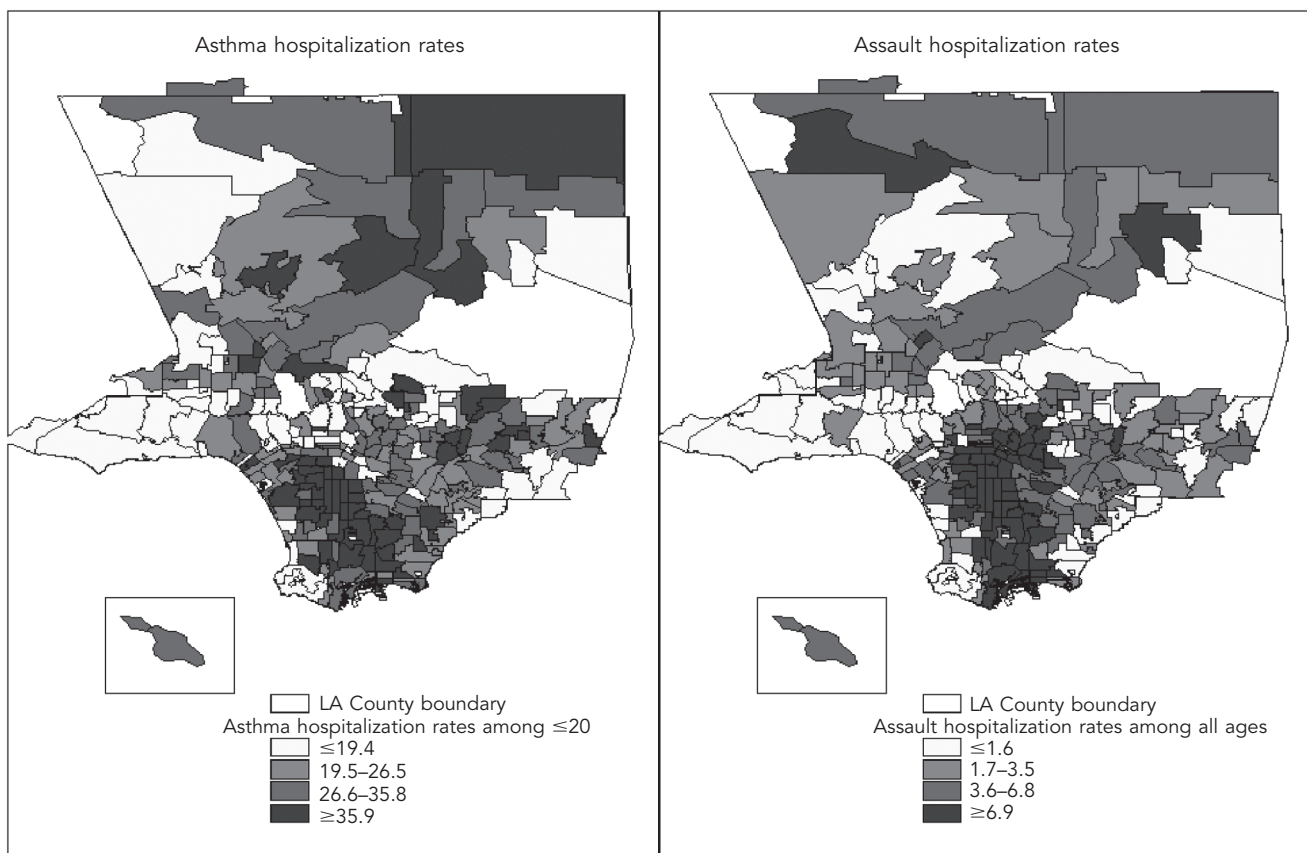 Asthma hospitalization rates
LA County boundary
Asthma hospitalization rates among ≤20
≤19.4
19.5–26.5
26.6–35.8
≥35.9
Assault hospitalization rates
LA County boundary
Assault hospitalization rates among all ages
≤1.6
1.7–3.5
3.6–6.8
≥6.9